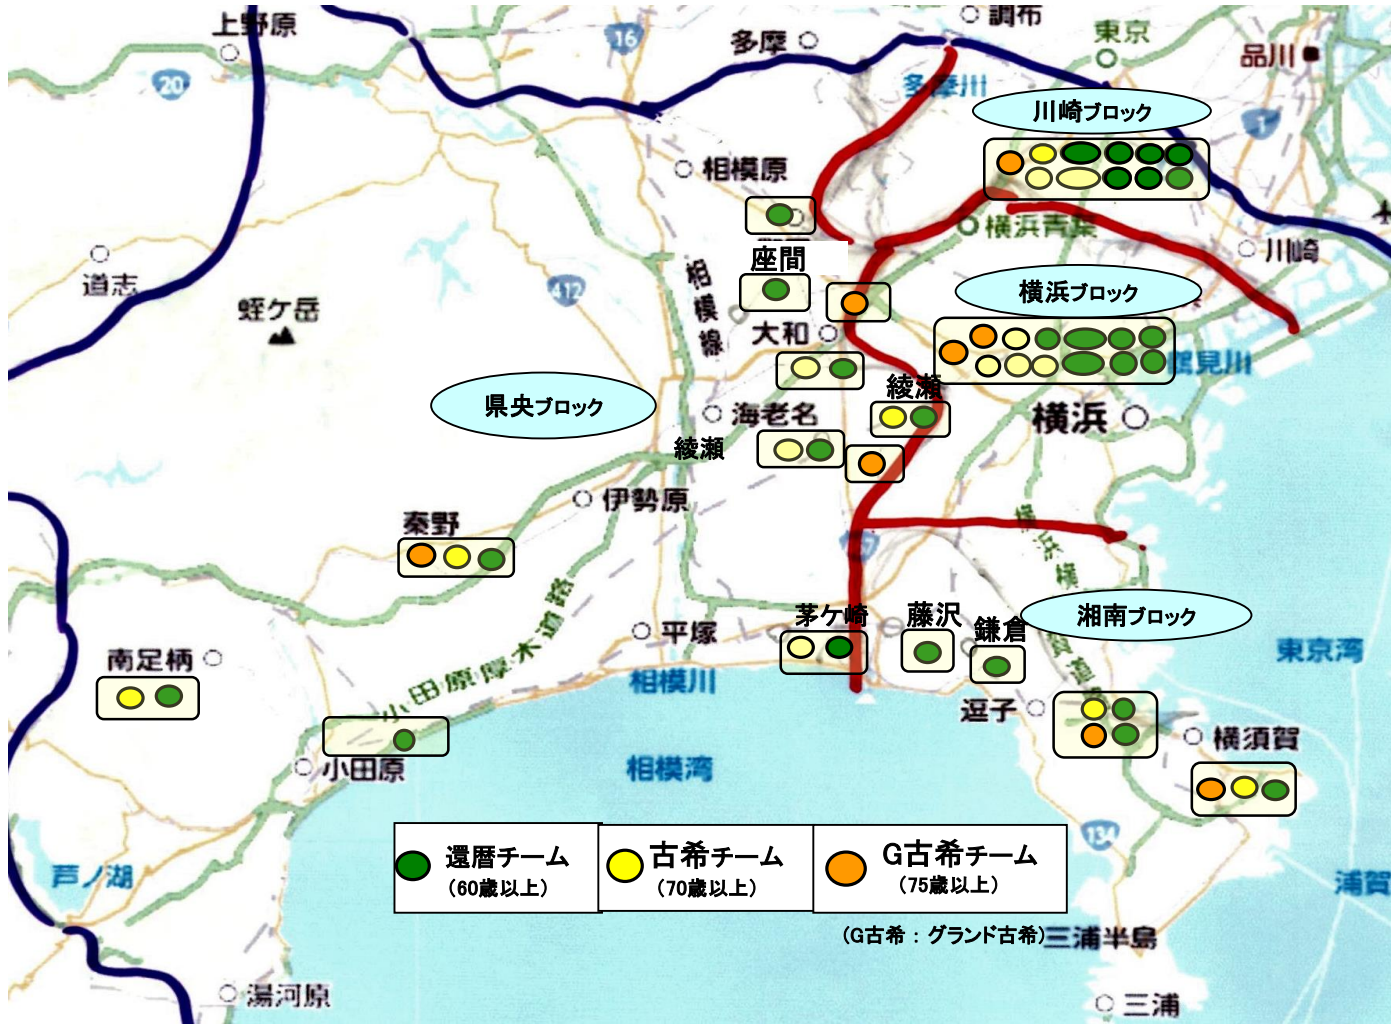 上野原
16
多摩
調布
東京
品川
20
多摩川
川崎ブロック
1
相模原
横浜青葉
川崎
道志
座間
相模線
412
横浜ブロック
蛭ケ岳
大和
鶴見川
県央ブロック
綾瀬
海老名
横浜
綾瀬
伊勢原
秦野
小田原厚木道路
茅ケ崎
藤沢
鎌倉
湘南ブロック
平塚
南足柄
相模川
東京湾
逗子
横須賀
小田原
相模湾
134
還暦チーム
（60歳以上）
古希チーム
（70歳以上）
G古希チーム
（75歳以上）
芦ノ湖
浦賀
（G古希：グランド古希）
三浦半島
湯河原
三浦